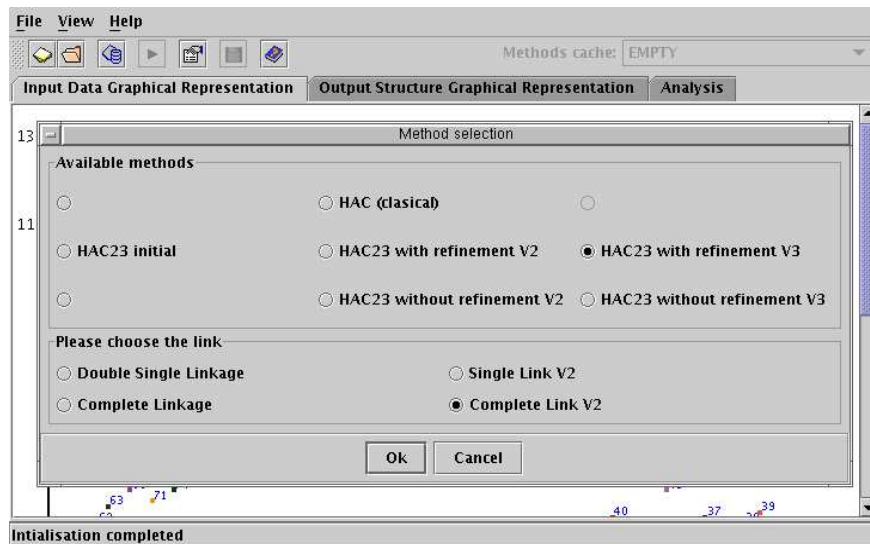 File View Help
Methods cache: EMPTY
Input Data Graphical Representation Output Structure Graphical Representation Analysis
13
Method selection
Available methods
HAC (clasical)
11
HAC23 initial HAC23 with refinement V2 HAC23 with refinement V3
HAC23 without refinement V2 HAC23 without refinement V3
Please choose the link
Double Single Linkage Single Link V2
Complete Linkage Complete Link V2
Ok Cancel
63 71 40 37 39
Intialisation completed